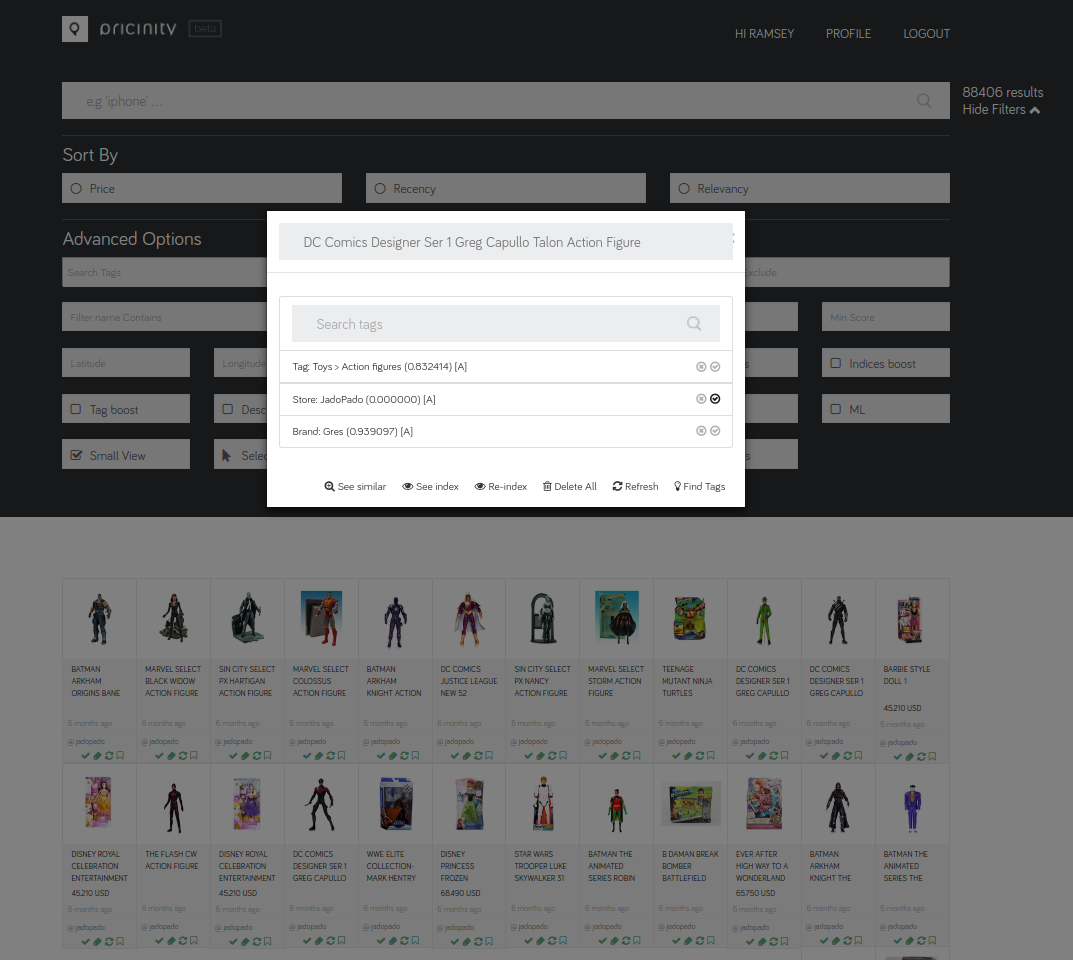 pricinity beta
HI RAMSEY PROFILE LOGOUT
e.g 'iphone' ...
88406 results
Hide Filters
Sort By
Price Recency Relevancy
Advanced Options
Search Tags Exclude
Filter name Contains Min Score
Latitude Longitude Indices boost
Tag boost ML
Small View
DC Comics Designer Ser 1 Greg Capullo Talon Action Figure
Search tags
Tag: Toys > Action figures (0.832414) [A]
Store: JadoPado (0.000000) [A]
Brand: Gres (0.939097) [A]
See similar See index Re-index Delete All Refresh Find Tags
BATMAN MARVEL SELECT SIN CITY SELECT MARVEL SELECT BATMAN DC COMICS SIN CITY SELECT MARVEL SELECT TEENAGE DC COMICS DC COMICS BARBIE STYLE
ARKHAM BLACK WIDOW PX HARTIGAN COLOSSUS ARKHAM JUSTICE LEAGUE PX NANCY STORM ACTION MUTANT NINJA DESIGNER SER 1 DESIGNER SER 1 DOLL 1
ORIGINS BANE ACTION FIGURE ACTION FIGURE ACTION FIGURE KNIGHT ACTION NEW 52 ACTION FIGURE FIGURE TURTLES GREG CAPULLO GREG CAPULLO
45.210 USD
6 months ago 6 months ago 6 months ago 6 months ago 6 months ago 6 months ago 6 months ago 6 months ago 6 months ago 6 months ago 6 months ago 6 months ago
@ jadopado @ jadopado @ jadopado @ jadopado @ jadopado @ jadopado @ jadopado @ jadopado @ jadopado @ jadopado @ jadopado @ jadopado
DISNEY ROYAL THE FLASH CW DISNEY ROYAL DC COMICS WWE ELITE DISNEY STAR WARS BATMAN THE B DAMAN BREAK EVER AFTER BATMAN BATMAN THE
CELEBRATION ACTION FIGURE CELEBRATION DESIGNER SER 1 COLLECTION- PRINCESS TROOPER LUKE ANIMATED BOMBER HIGH WAY TO A ARKHAM ANIMATED
ENTERTAINMENT ENTERTAINMENT GREG CAPULLO MARK HENTRY FROZEN SKYWALKER 31 SERIES ROBIN BATTLEFIELD WONDERLAND KNIGHT THE SERIES THE
45.210 USD 45.210 USD 68.490 USD 65.750 USD
6 months ago 6 months ago 6 months ago 6 months ago 6 months ago 6 months ago 6 months ago 6 months ago 6 months ago 6 months ago 6 months ago 6 months ago
@ jadopado @ jadopado @ jadopado @ jadopado @ jadopado @ jadopado @ jadopado @ jadopado @ jadopado @ jadopado @ jadopado @ jadopado